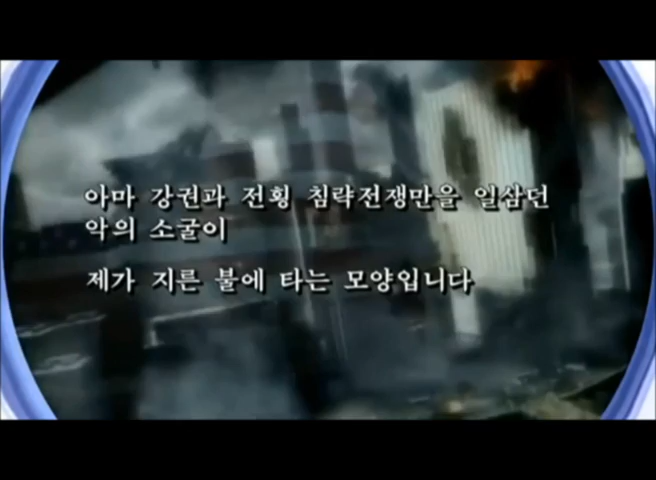 아마 강권과 전횡 침략전쟁만을 일삼던
악의 소굴이
제가 지른 불에 타는 모양입니다